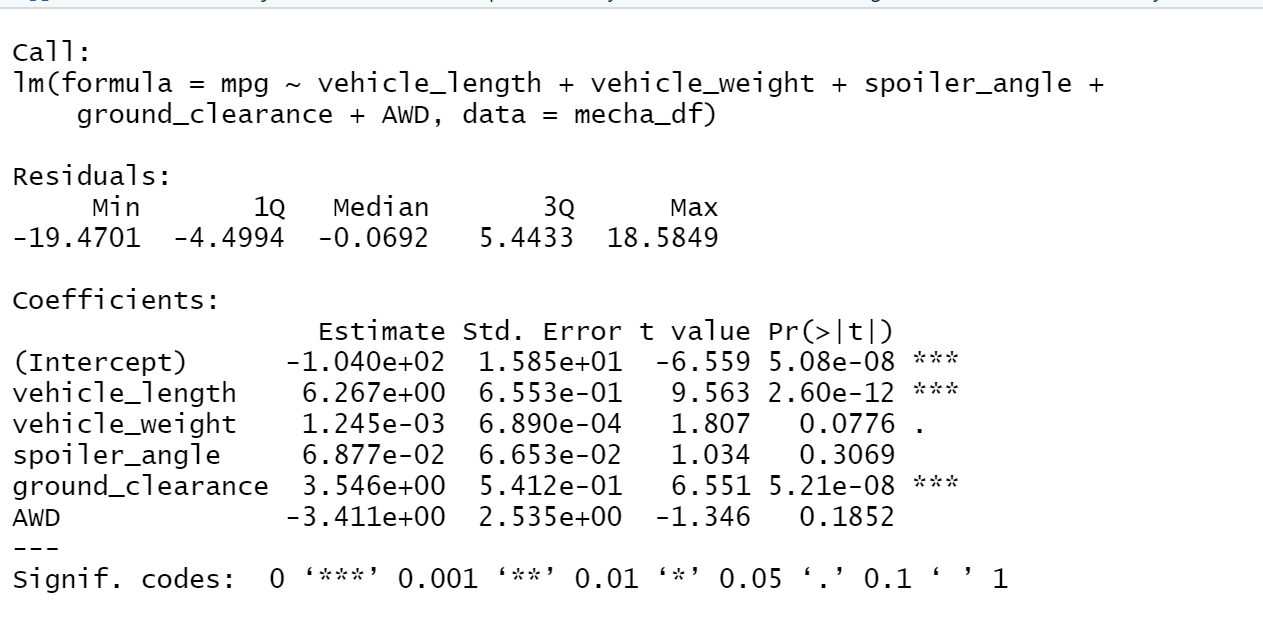 Call:
lm(formula = mpg ~ vehicle_length + vehicle_weight + spoiler_angle +
    ground_clearance + AWD, data = mecha_df)

Residuals:
     Min       1Q   Median       3Q      Max
-19.4701  -4.4994  -0.0692   5.4433  18.5849

Coefficients:
                   Estimate Std. Error t value Pr(>|t|)
(Intercept)      -1.040e+02  1.585e+01  -6.559 5.08e-08 ***
vehicle_length    6.267e+00  6.553e-01   9.563 2.60e-12 ***
vehicle_weight    1.245e-03  6.890e-04   1.807   0.0776 .
spoiler_angle     6.877e-02  6.653e-02   1.034   0.3069
ground_clearance  3.546e+00  5.412e-01   6.551 5.21e-08 ***
AWD              -3.411e+00  2.535e+00  -1.346   0.1852
---
Signif. codes:  0 ‘***’ 0.001 ‘**’ 0.01 ‘*’ 0.05 ‘.’ 0.1 ‘ ’ 1